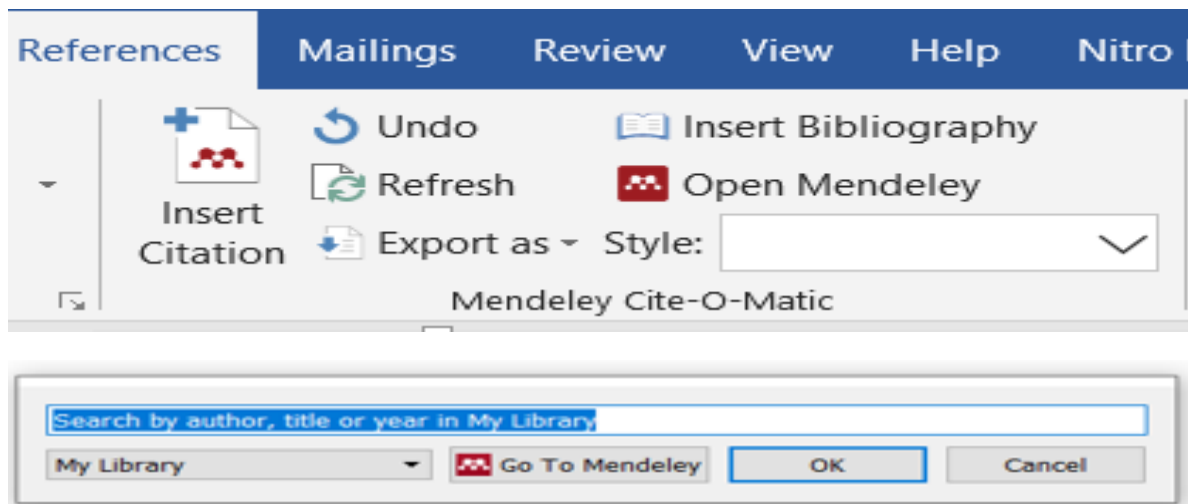 References Mailings Review View Help Nitro
Undo Insert Bibliography
Refresh Open Mendeley
Insert
Citation
Export as Style:
Mendeley Cite-O-Matic
Search by author, title or year in My Library
My Library Go To Mendeley OK Cancel